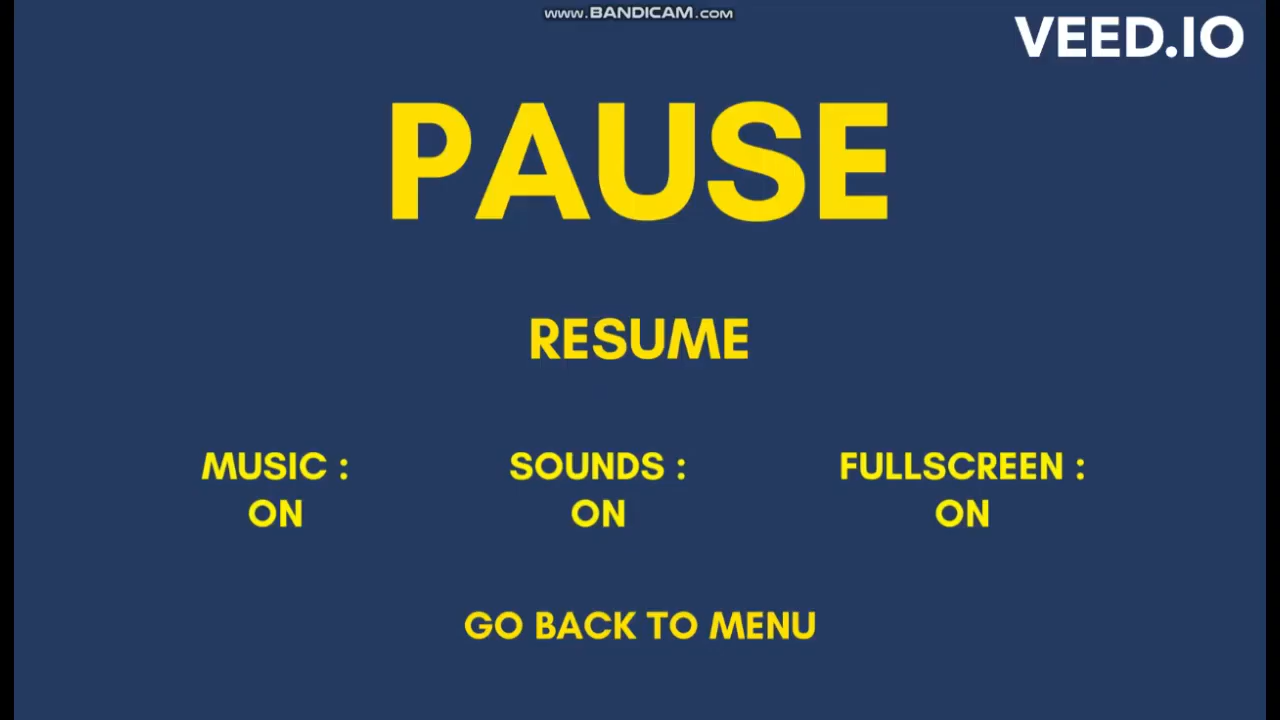 www.BANDICAM.com
VEED.IO
PAUSE
RESUME
MUSIC : SOUNDS : FULLSCREEN :
ON ON ON
GO BACK TO MENU